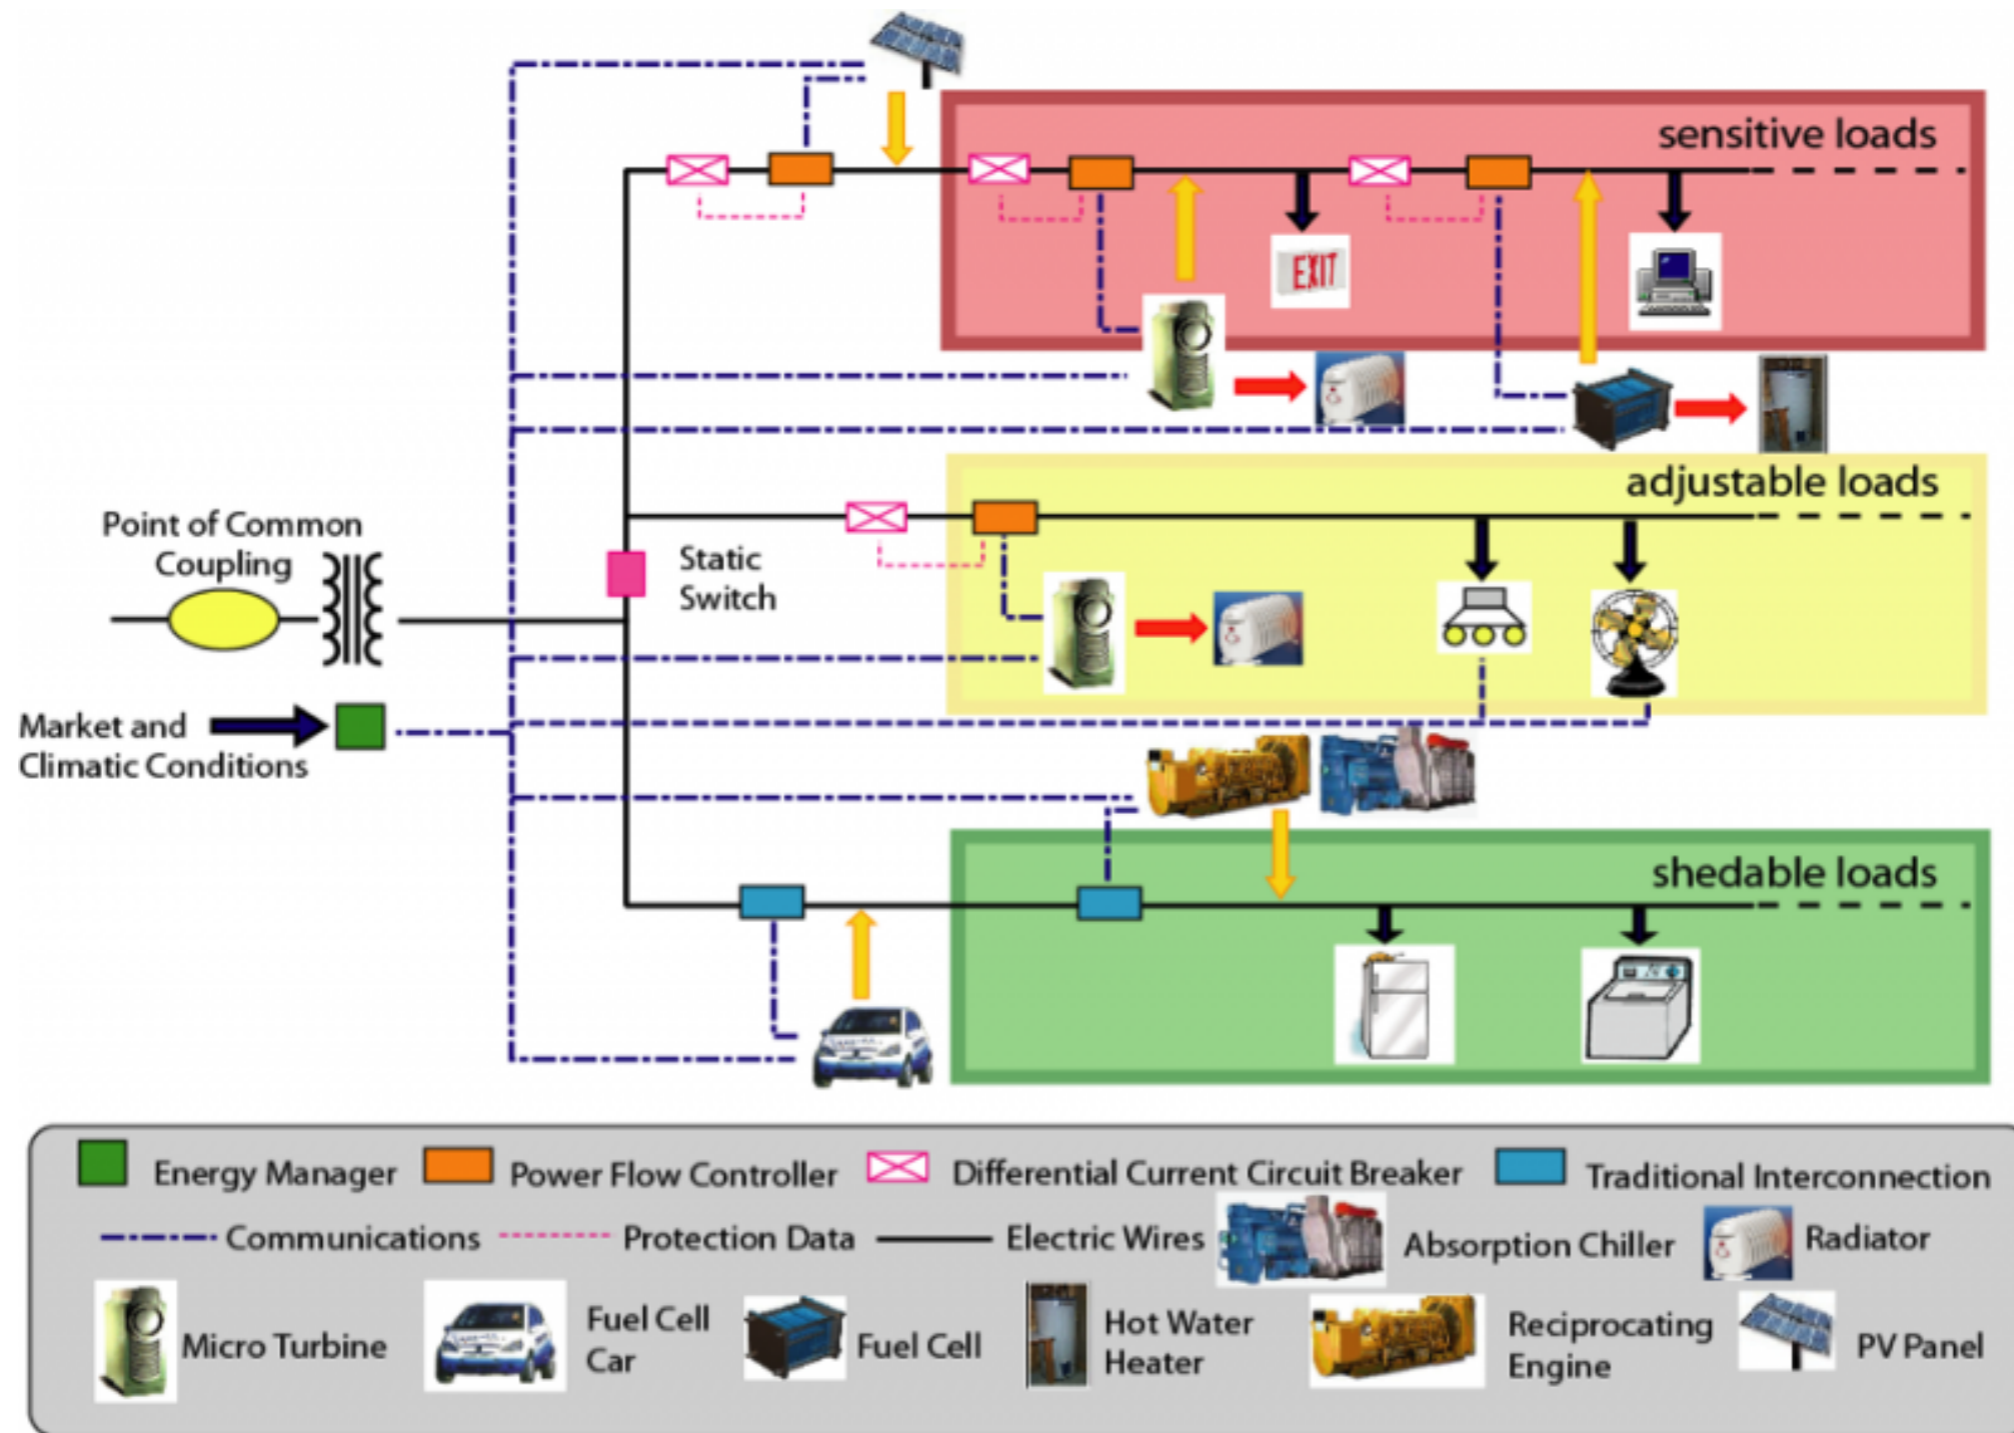 sensitive loads
EXIT
adjustable loads
Point of Common
Coupling
Static
Switch
Market and
Climatic Conditions
shedable loads
Energy Manager
Power Flow Controller
Differential Current Circuit Breaker
Traditional Interconnection
Communications
Protection Data
Electric Wires
Absorption Chiller
Radiator
Micro Turbine
Fuel Cell
Car
Fuel Cell
Hot Water
Heater
Reciprocating
Engine
PV Panel